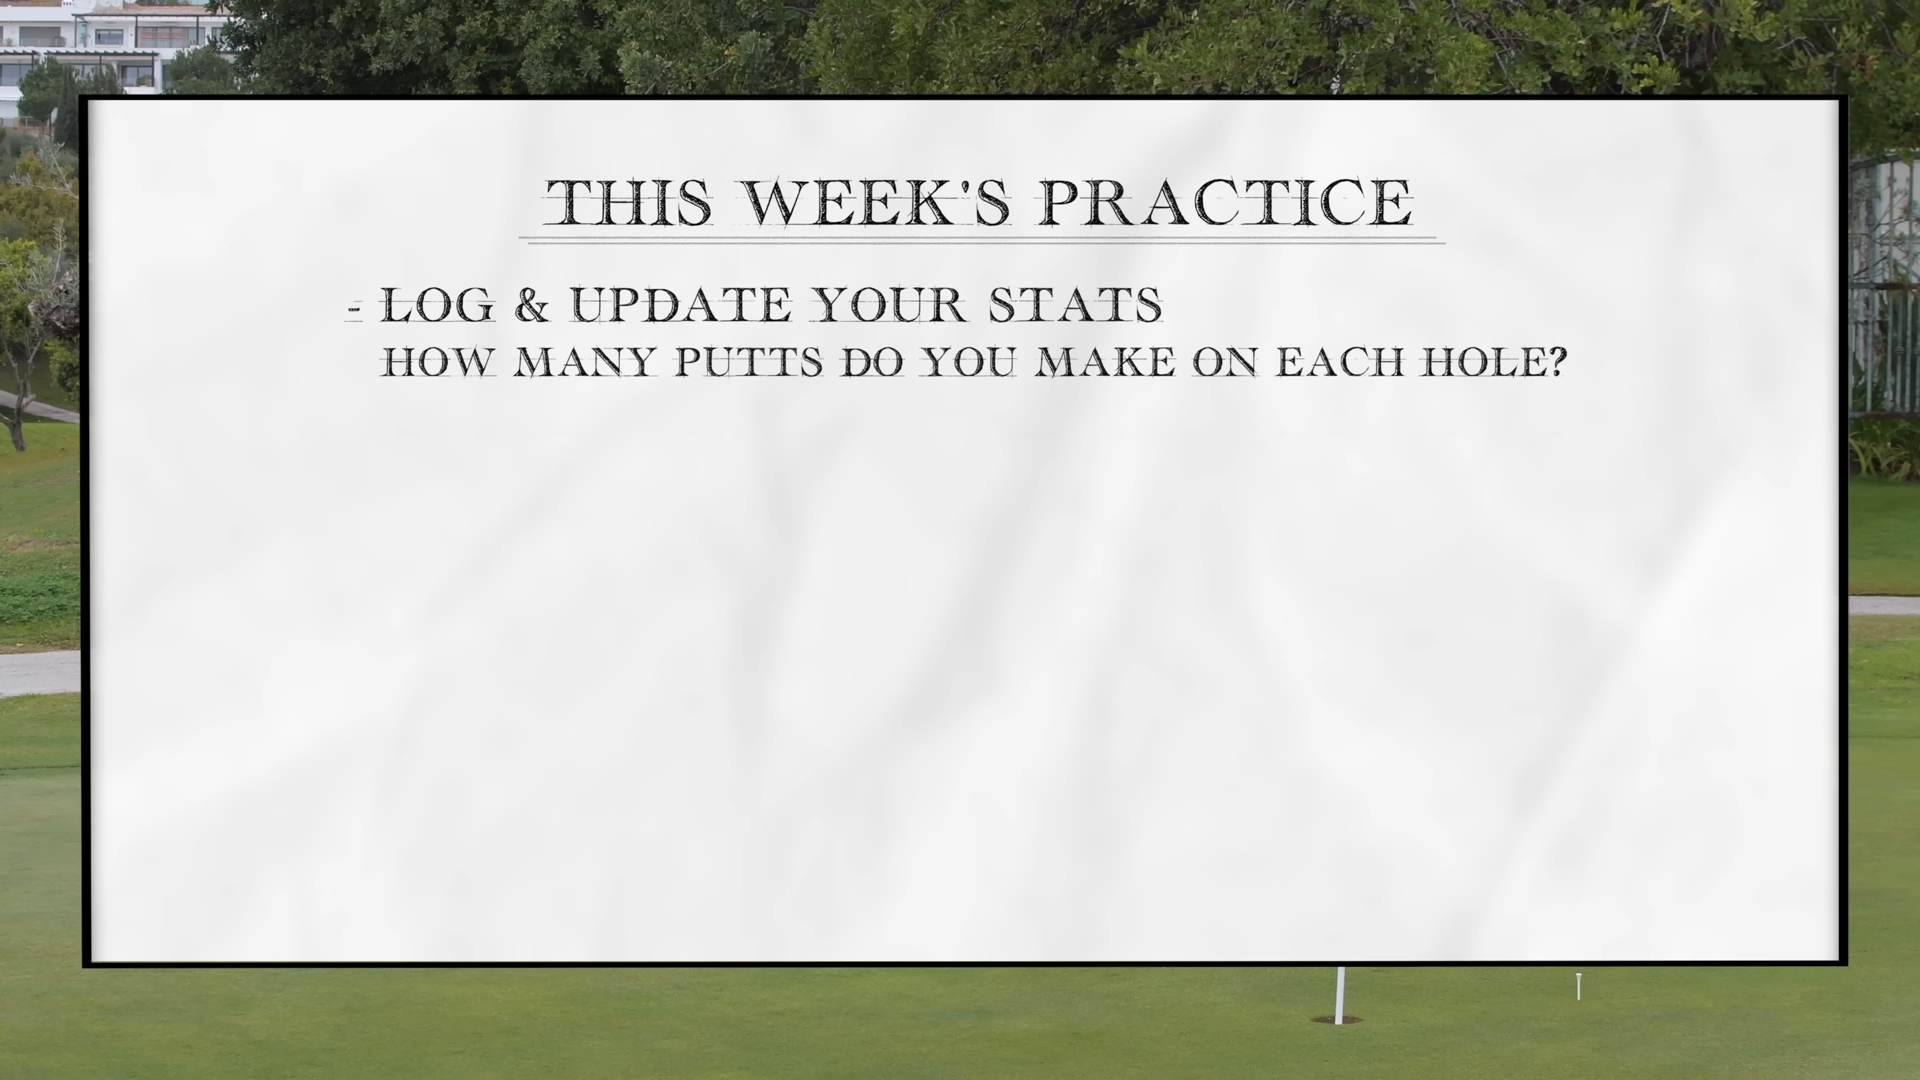 THIS WEEK'S PRACTICE
- LOG & UPDATE YOUR STATS
HOW MANY PUTTS DO YOU MAKE ON EACH HOLE?